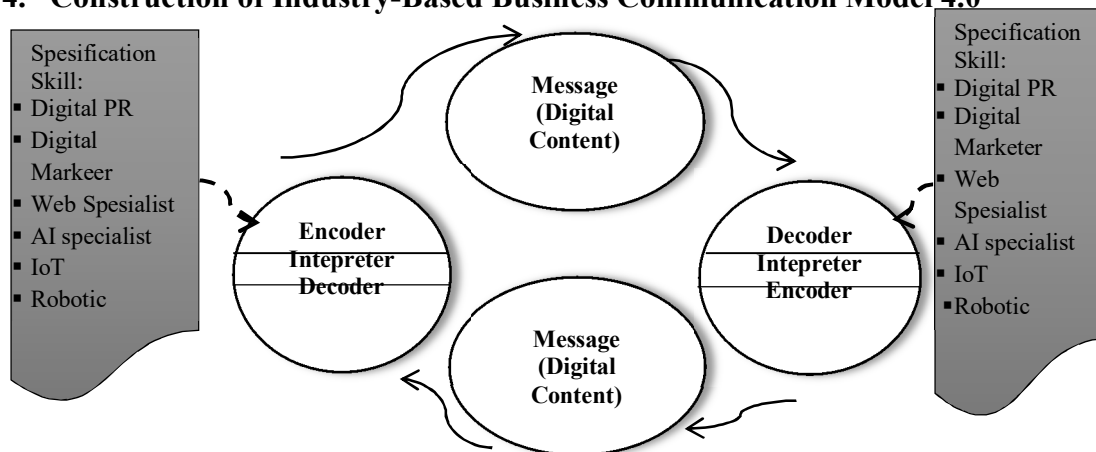 4. Construction of Industry-Based Business Communication Model 4.0
Spesification
Skill:
▪ Digital PR
▪ Digital
Markeer
▪ Web Spesialist
▪ AI specialist
▪ IoT
▪ Robotic
Message
(Digital
Content)
Encoder
Intepreter
Decoder
Decoder
Intepreter
Encoder
Message
(Digital
Content)
Specification
Skill:
▪ Digital PR
▪ Digital
Marketer
▪ Web
Spesialist
▪ AI specialist
▪ IoT
▪Robotic